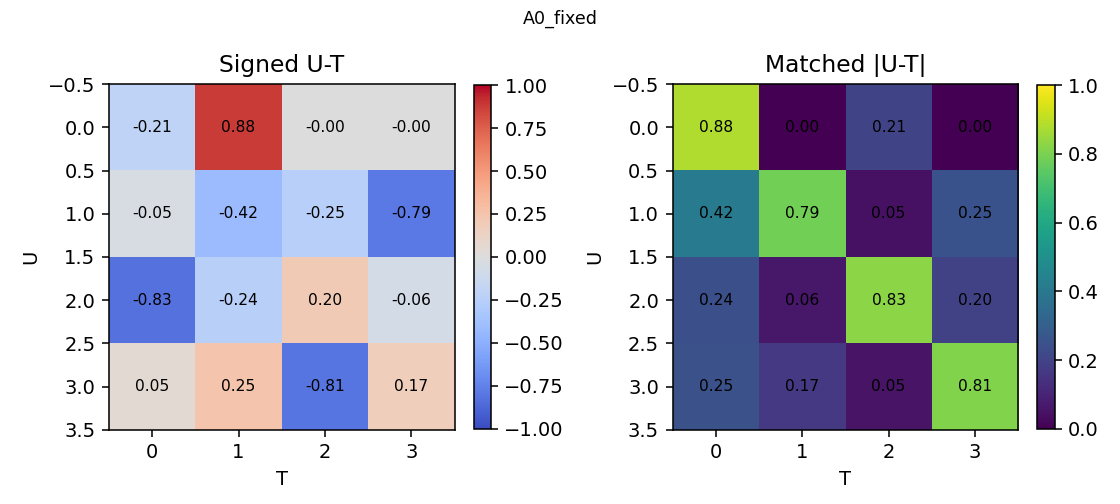 A0_fixed
Signed U-T
Matched |U-T|
−0.5
0.0
0.5
1.0
1.5
2.0
2.5
3.0
3.5
U
-0.21 0.88 -0.00 -0.00
-0.05 -0.42 -0.25 -0.79
-0.83 -0.24 0.20 -0.06
0.05 0.25 -0.81 0.17
0 1 2 3
T
1.00
0.75
0.50
0.25
0.00
−0.25
−0.50
−0.75
−1.00
−0.5
0.0
0.5
1.0
1.5
2.0
2.5
3.0
3.5
U
0.88 0.00 0.21 0.00
0.42 0.79 0.05 0.25
0.24 0.06 0.83 0.20
0.25 0.17 0.05 0.81
0 1 2 3
T
1.0
0.8
0.6
0.4
0.2
0.0